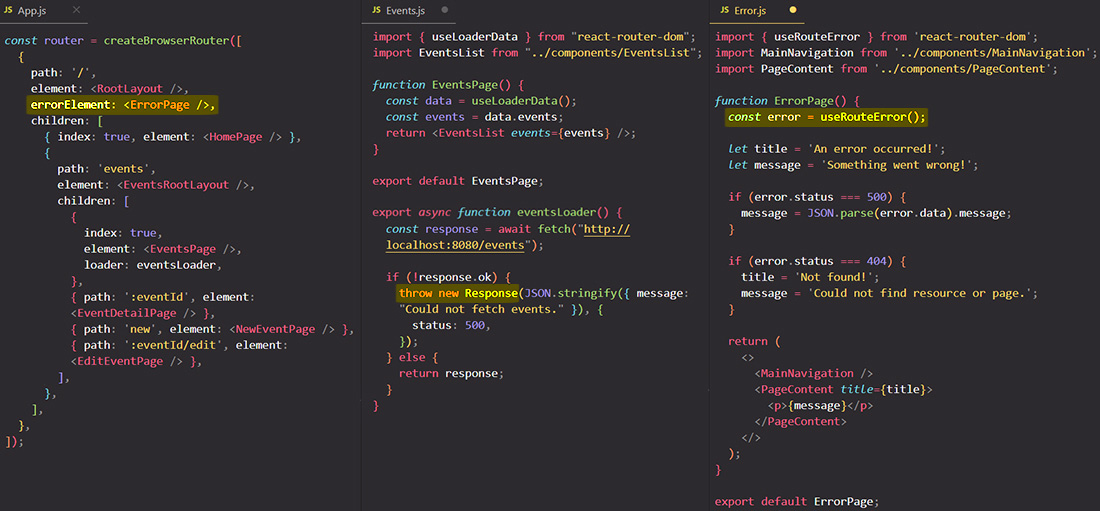 JS App.js ×
const router = createBrowserRouter([
{
path: '/',
element: <RootLayout />,
errorElement: <ErrorPage />,
children: [
{ index: true, element: <HomePage /> },
{
path: 'events',
element: <EventsRootLayout />,
children: [
{
index: true,
element: <EventsPage />,
loader: eventsLoader,
},
{ path: ':eventId', element:
<EventDetailPage /> },
{ path: 'new', element: <NewEventPage /> },
{ path: ':eventId/edit', element:
<EditEventPage /> },
],
},
],
},
]);
JS Events.js
import { useLoaderData } from "react-router-dom";
import EventsList from "../components/EventsList";
function EventsPage() {
const data = useLoaderData();
const events = data.events;
return <EventsList events={events} />;
}
export default EventsPage;
export async function eventsLoader() {
const response = await fetch("http://
localhost:8080/events");
if (!response.ok) {
throw new Response(JSON.stringify({ message:
"Could not fetch events." }), {
status: 500,
});
} else {
return response;
}
}
JS Error.js
import { useRouteError } from 'react-router-dom';
import MainNavigation from '../components/MainNavigation';
import PageContent from '../components/PageContent';
function ErrorPage() {
const error = useRouteError();
let title = 'An error occurred!';
let message = 'Something went wrong!';
if (error.status === 500) {
message = JSON.parse(error.data).message;
}
if (error.status === 404) {
title = 'Not found!';
message = 'Could not find resource or page.';
}
return (
<>
<MainNavigation />
<PageContent title={title}>
<p>{message}</p>
</PageContent>
</>
);
}
export default ErrorPage;